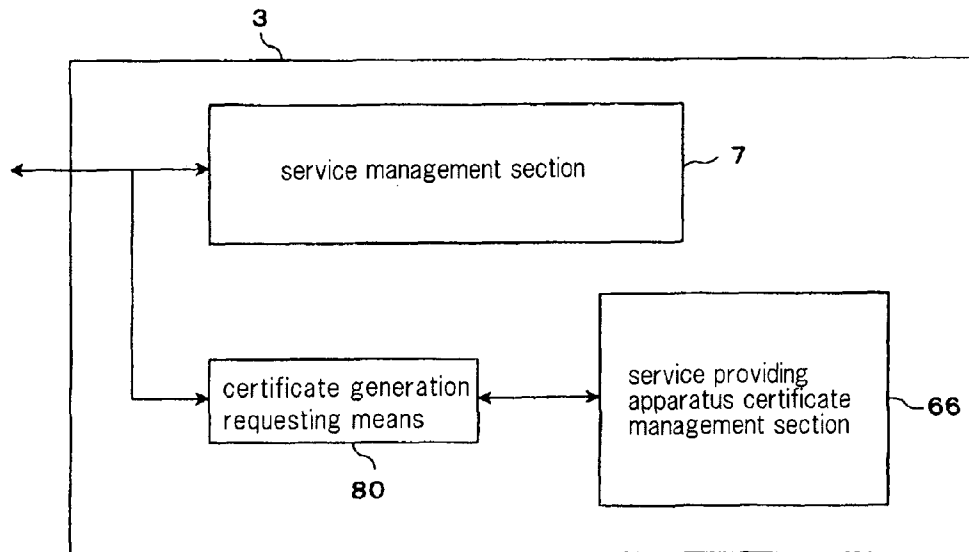 3
service management section
7
certificate generation
requesting means
80
service providing
apparatus certificate
management section
66